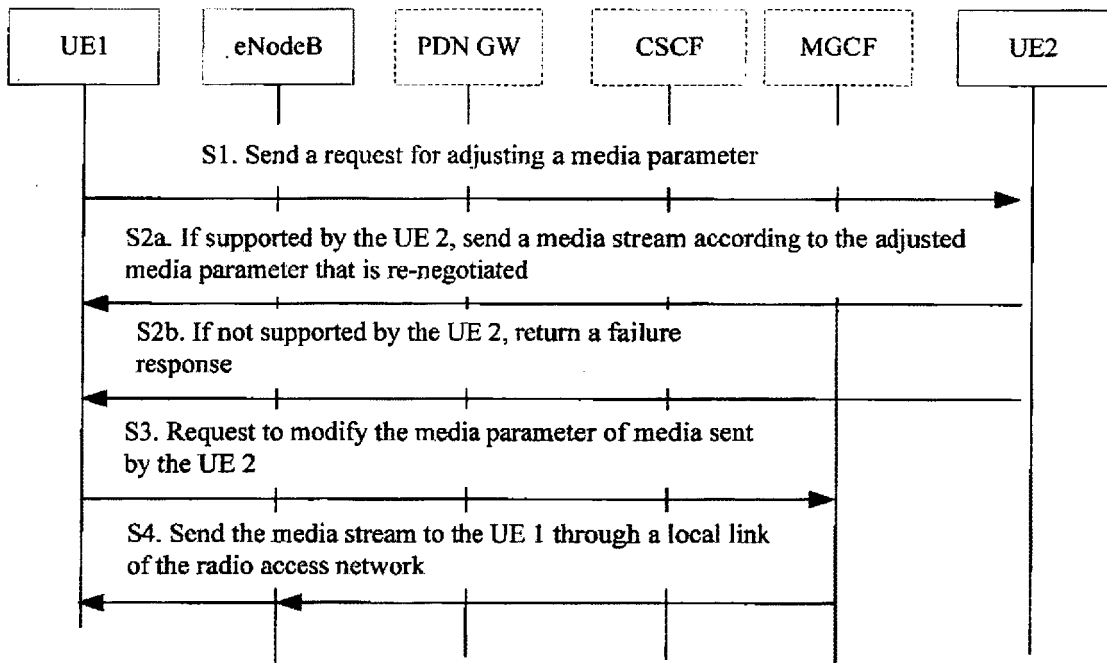 UE1 eNodeB PDN GW CSCF MGCF UE2
S1. Send a request for adjusting a media parameter
S2a. If supported by the UE 2, send a media stream according to the adjusted
media parameter that is re-negotiated
S2b. If not supported by the UE 2, return a failure
response
S3. Request to modify the media parameter of media sent
by the UE 2
S4. Send the media stream to the UE 1 through a local link
of the radio access network